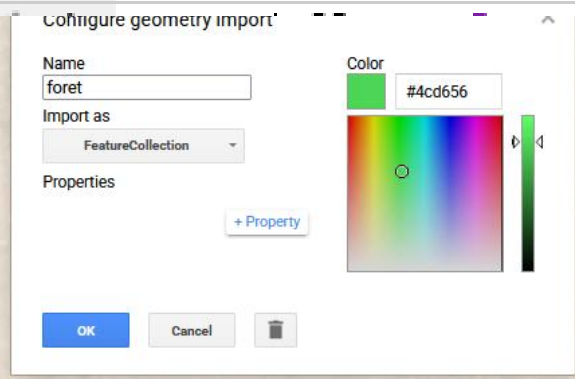 Configure geometry import
Name
foret
Import as
FeatureCollection
Properties
+ Property
Color
#4cd656
OK
Cancel